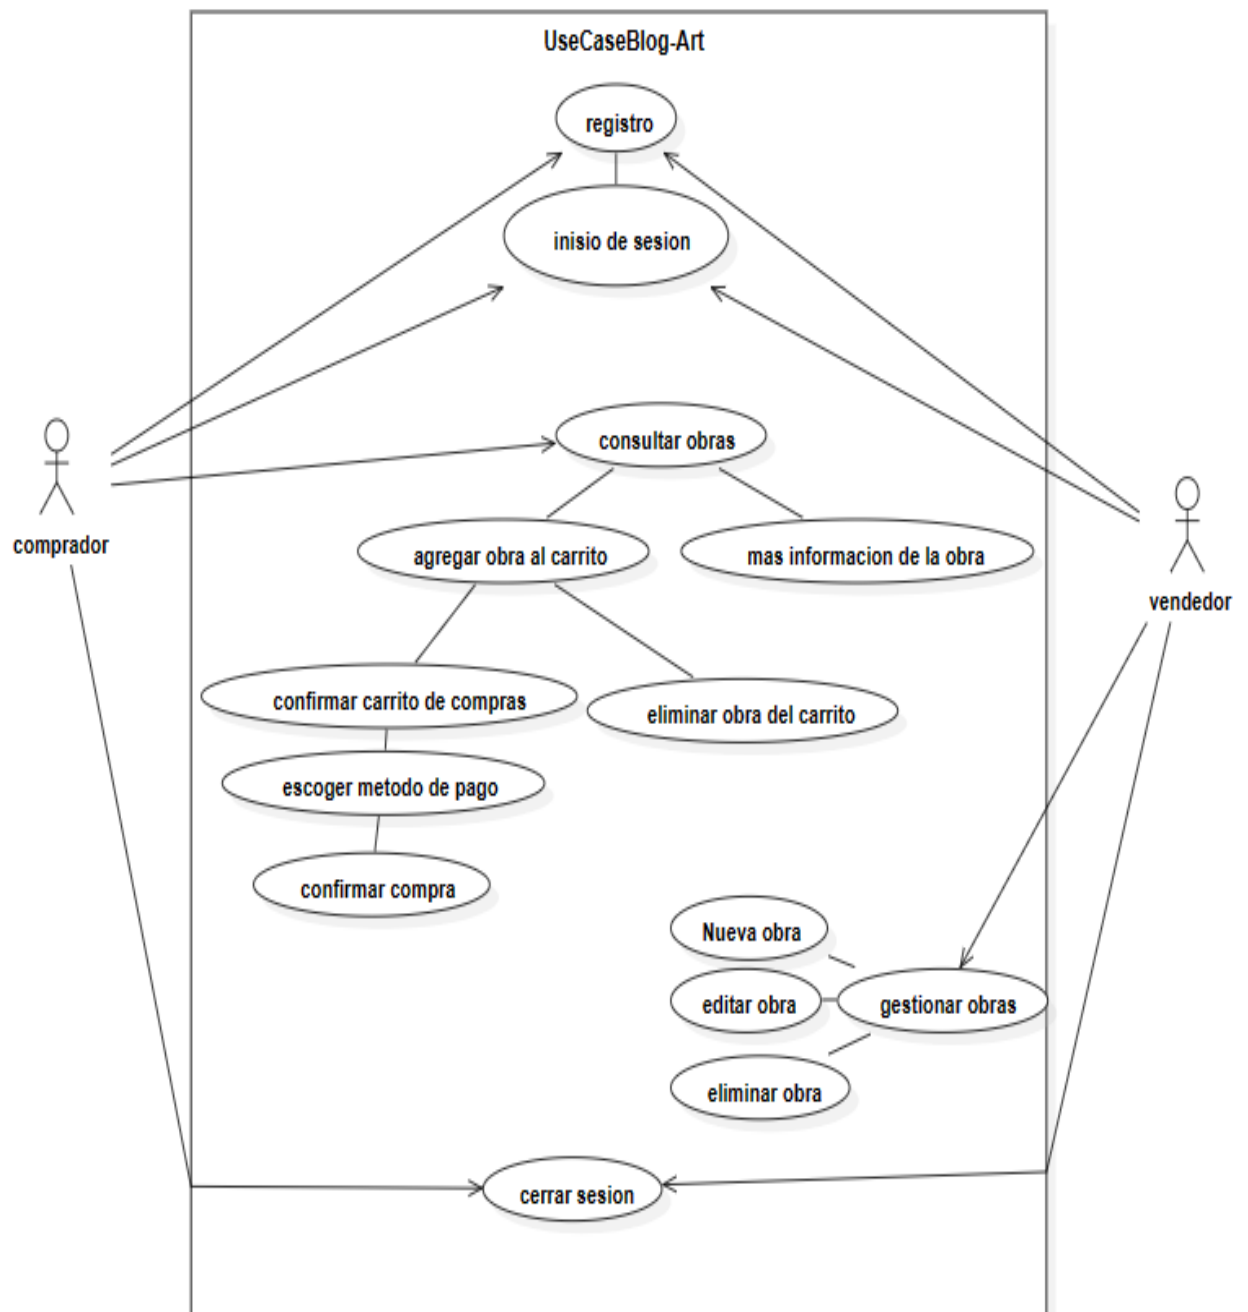 UseCaseBlog-Art
registro
inisio de sesion
consultar obras
comprador
agregar obra al carrito
mas informacion de la obra
vendedor
confirmar carrito de compras
eliminar obra del carrito
escoger metodo de pago
confirmar compra
Nueva obra
editar obra
gestionar obras
eliminar obra
cerrar sesion